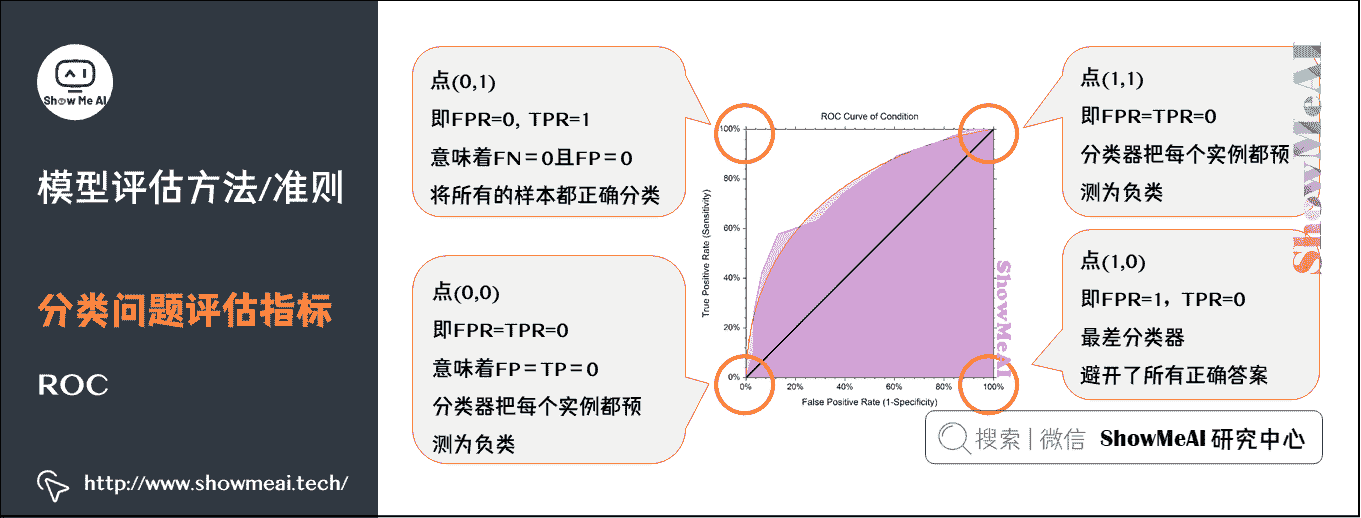 AI
Show Me AI
模型评估方法/准则
分类问题评估指标
ROC
http://www.showmeai.tech/
点(0,1)
即FPR=0, TPR=1
意味着FN=0且FP=0
将所有的样本都正确分类
点(0,0)
即FPR=TPR=0
意味着FP=TP=0
分类器把每个实例都预
测为负类
ROC Curve of Condition
True Positive Rate (Sensitivity)
100%
80%
60%
40%
20%
0%
0%
20%
40%
60%
80%
100%
False Positive Rate (1-Specificity)
ShowMeAI
点(1,1)
即FPR=TPR=0
分类器把每个实例都预
测为负类
点(1,0)
即FPR=1，TPR=0
最差分类器
避开了所有正确答案
ShowMeAI
搜索 | 微信 ShowMeAI 研究中心